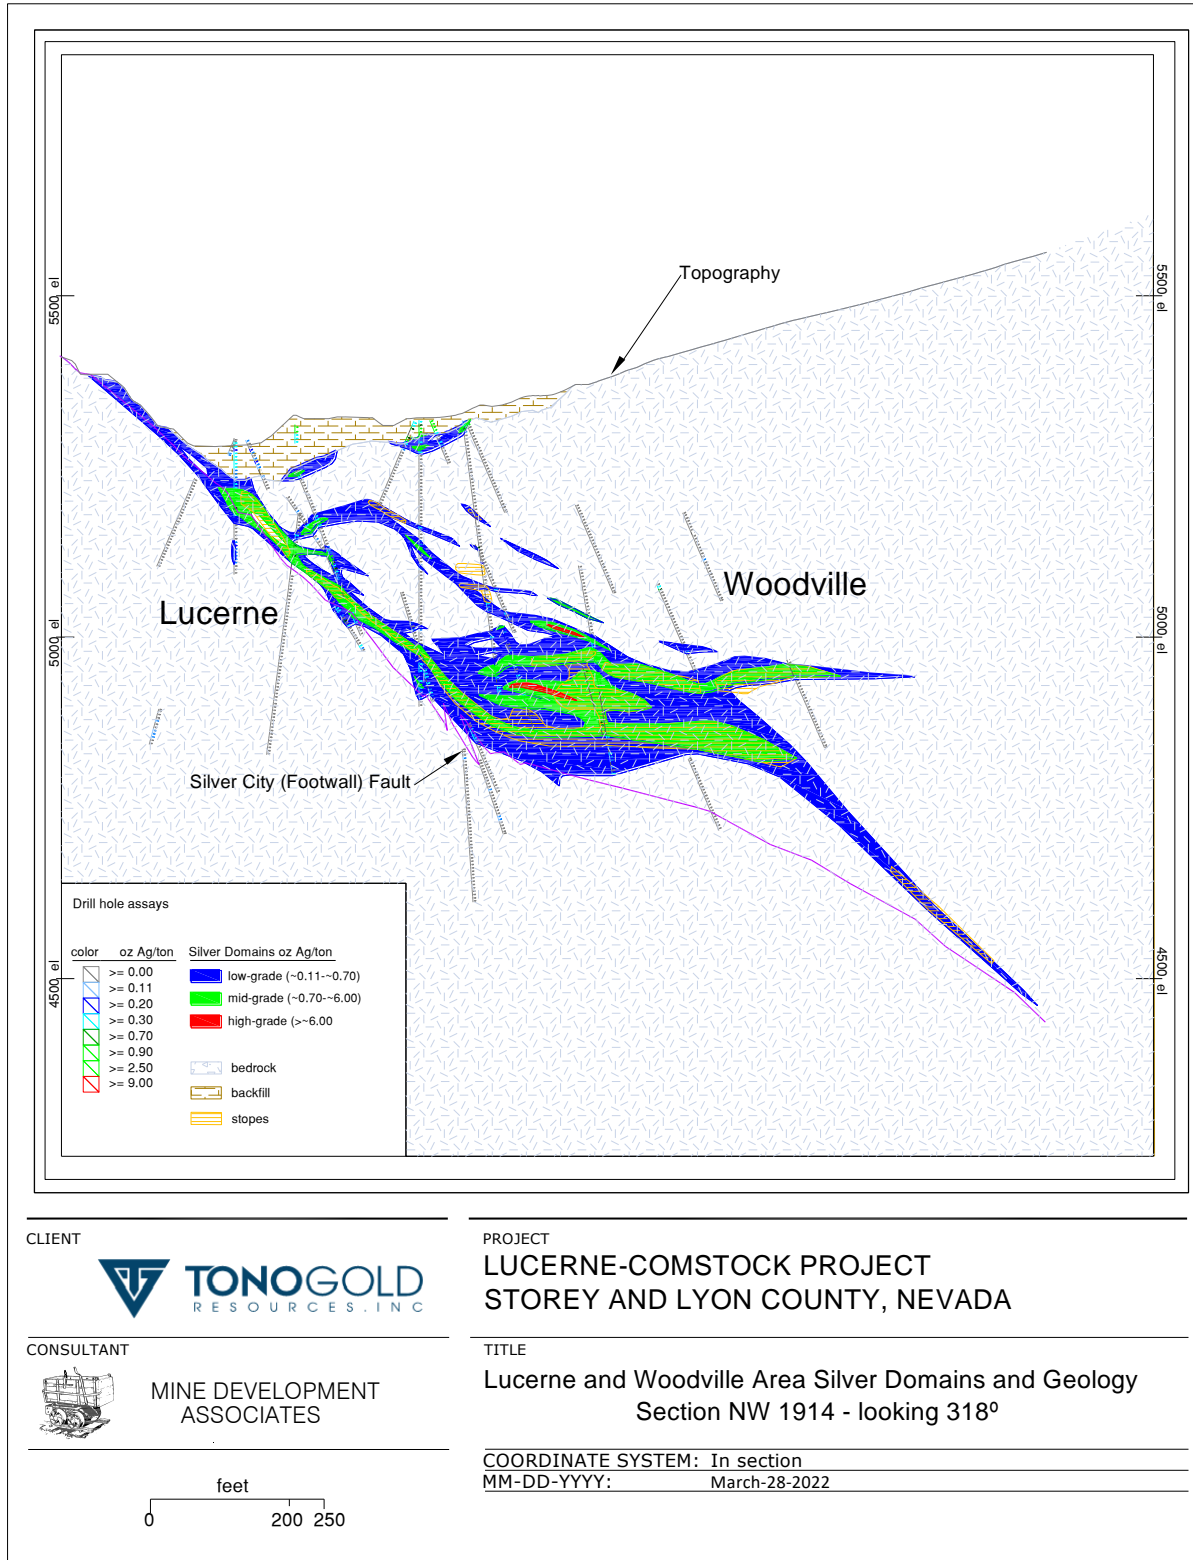 Topography
5500 el
5500 el
Woodville
Lucerne
5000 el
5000 el
Silver City (Footwall) Fault
4500 el
4500 el
Drill hole assays
color oz Ag/ton Silver Domains oz Ag/ton
>= 0.00
>= 0.11
>= 0.20
>= 0.30
>= 0.70
>= 0.90
>= 2.50
>= 9.00
low-grade (~0.11-~0.70)
mid-grade (~0.70-~6.00)
high-grade (>~6.00
bedrock
backfill
stopes
CLIENT
TONOGOLD
RESOURCES.INC
CONSULTANT
MINE DEVELOPMENT
ASSOCIATES
feet
0 200 250
PROJECT
LUCERNE-COMSTOCK PROJECT
STOREY AND LYON COUNTY, NEVADA
TITLE
Lucerne and Woodville Area Silver Domains and Geology
Section NW 1914 - looking 318º
COORDINATE SYSTEM: In section
MM-DD-YYYY: March-28-2022